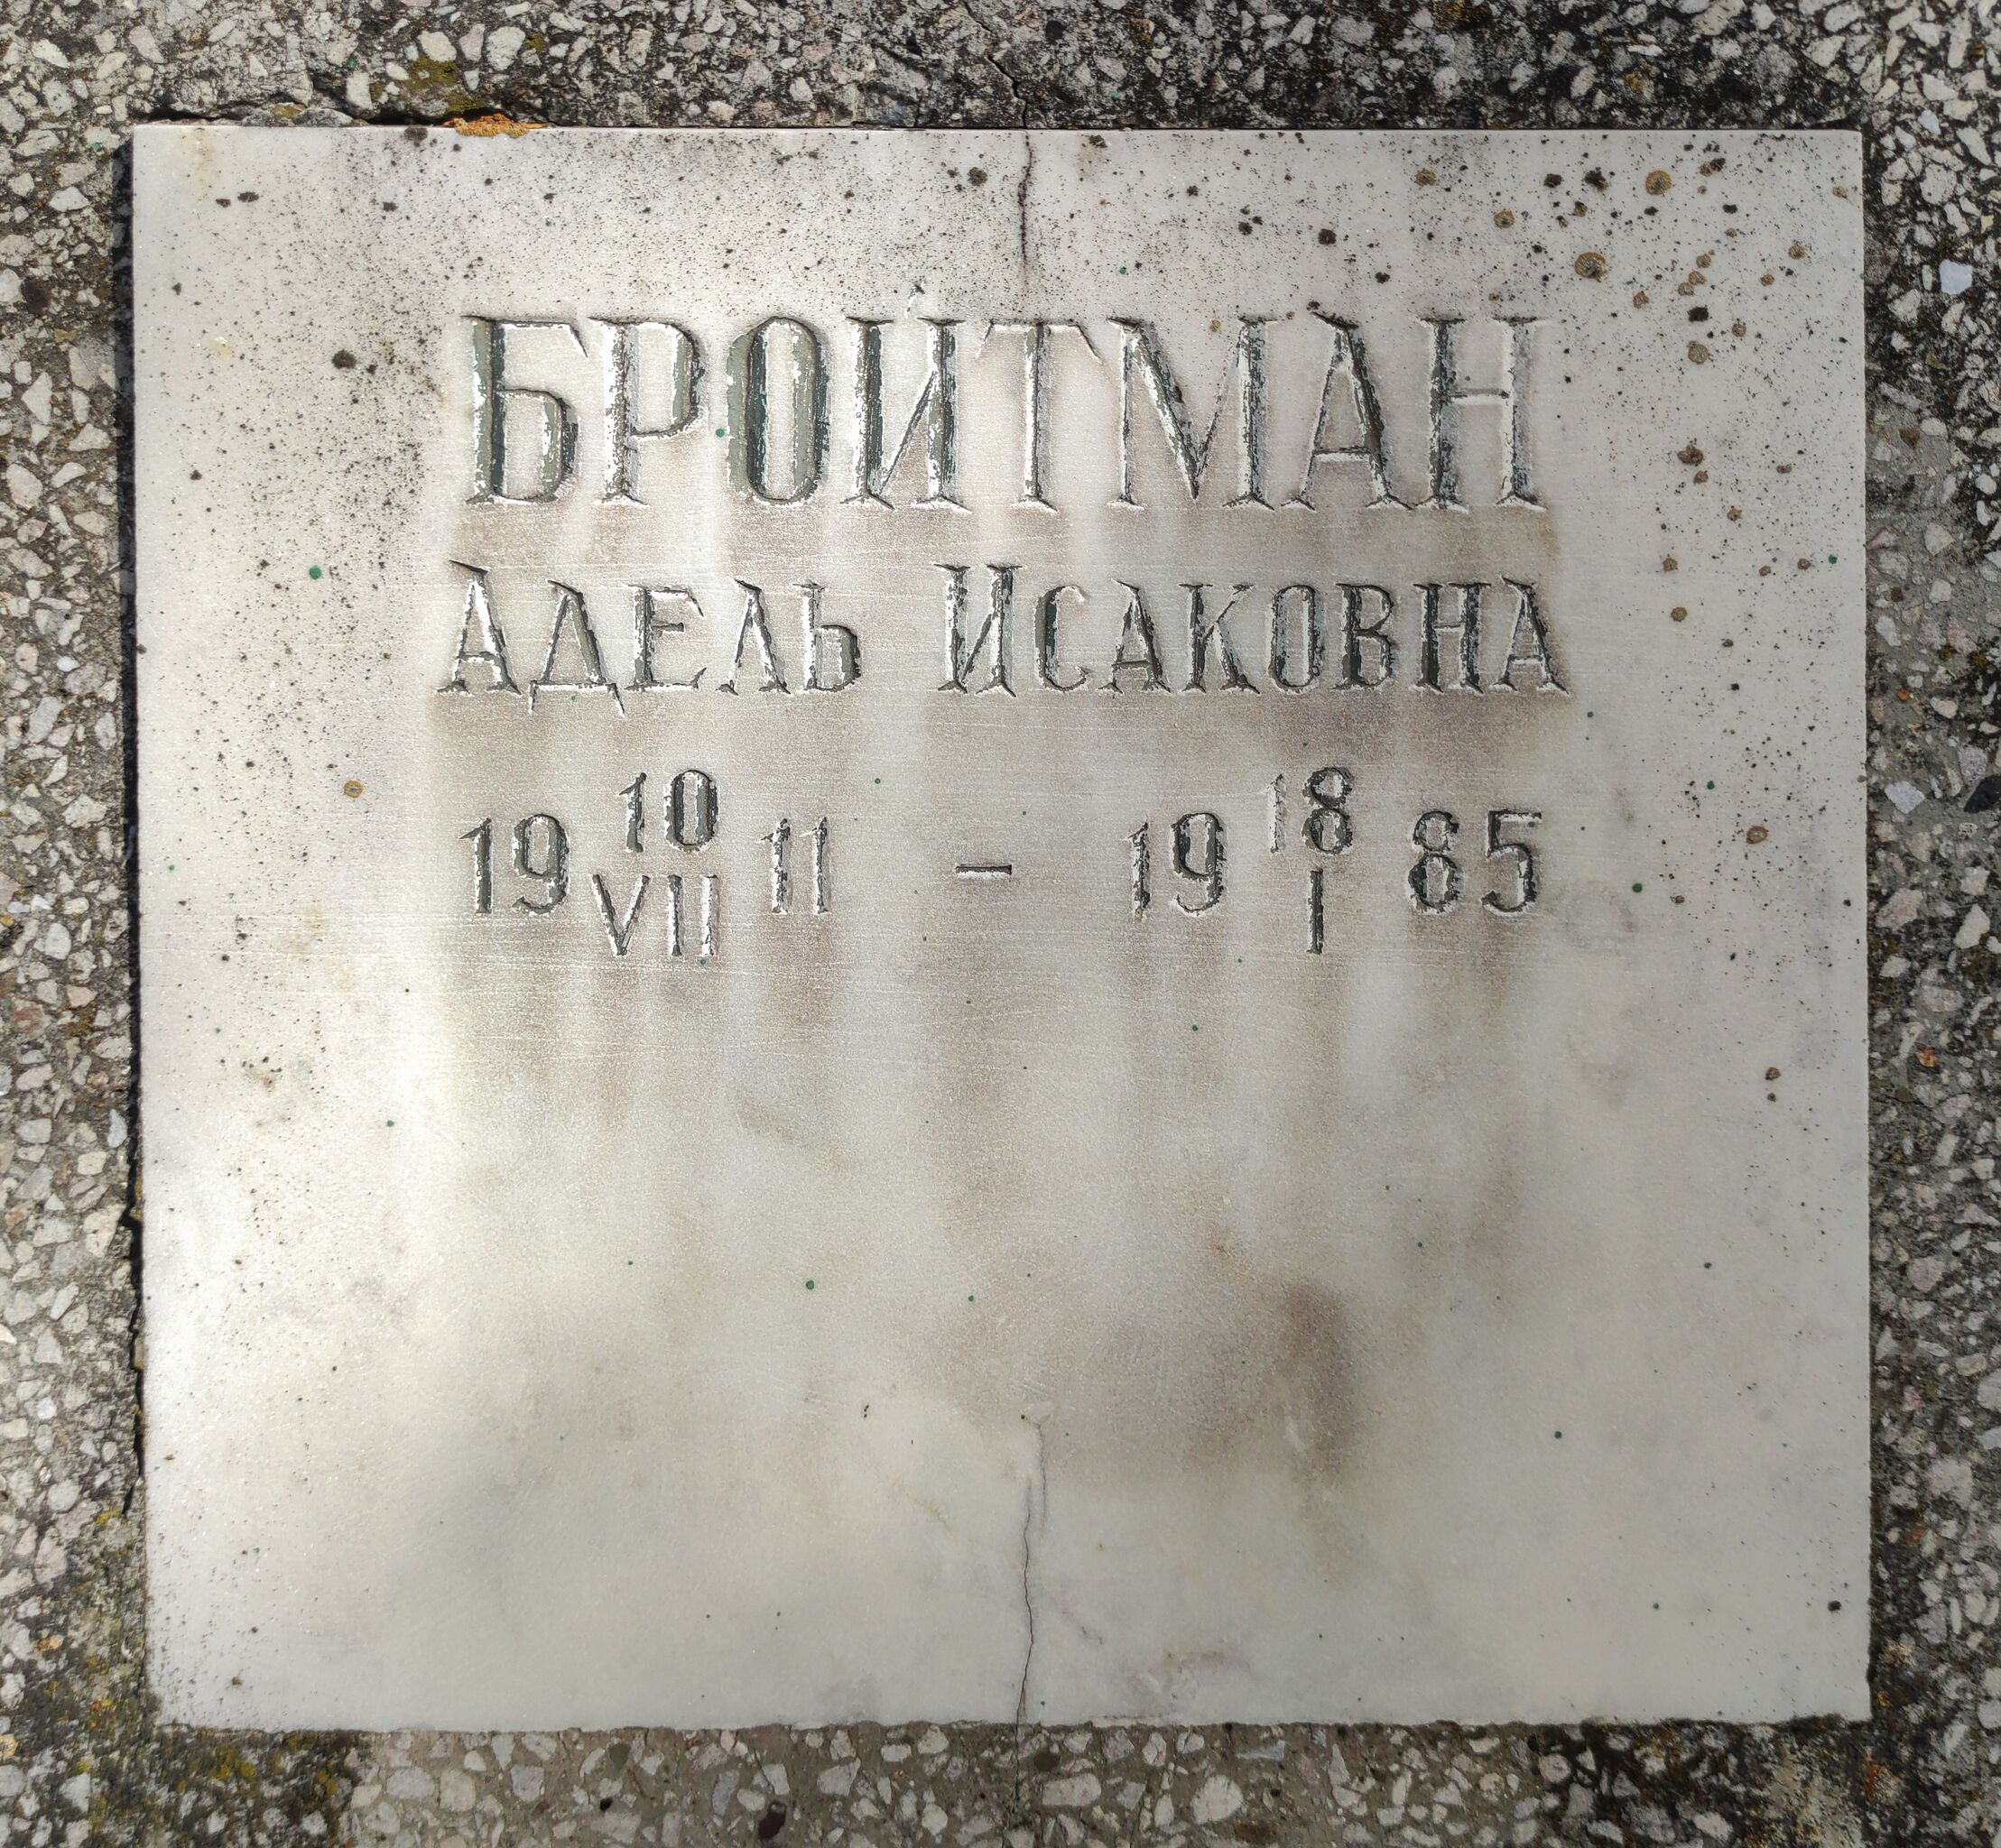 БРОЙТМАН
Адель Исаковна
19 10/VII 11 – 19 18/I 85